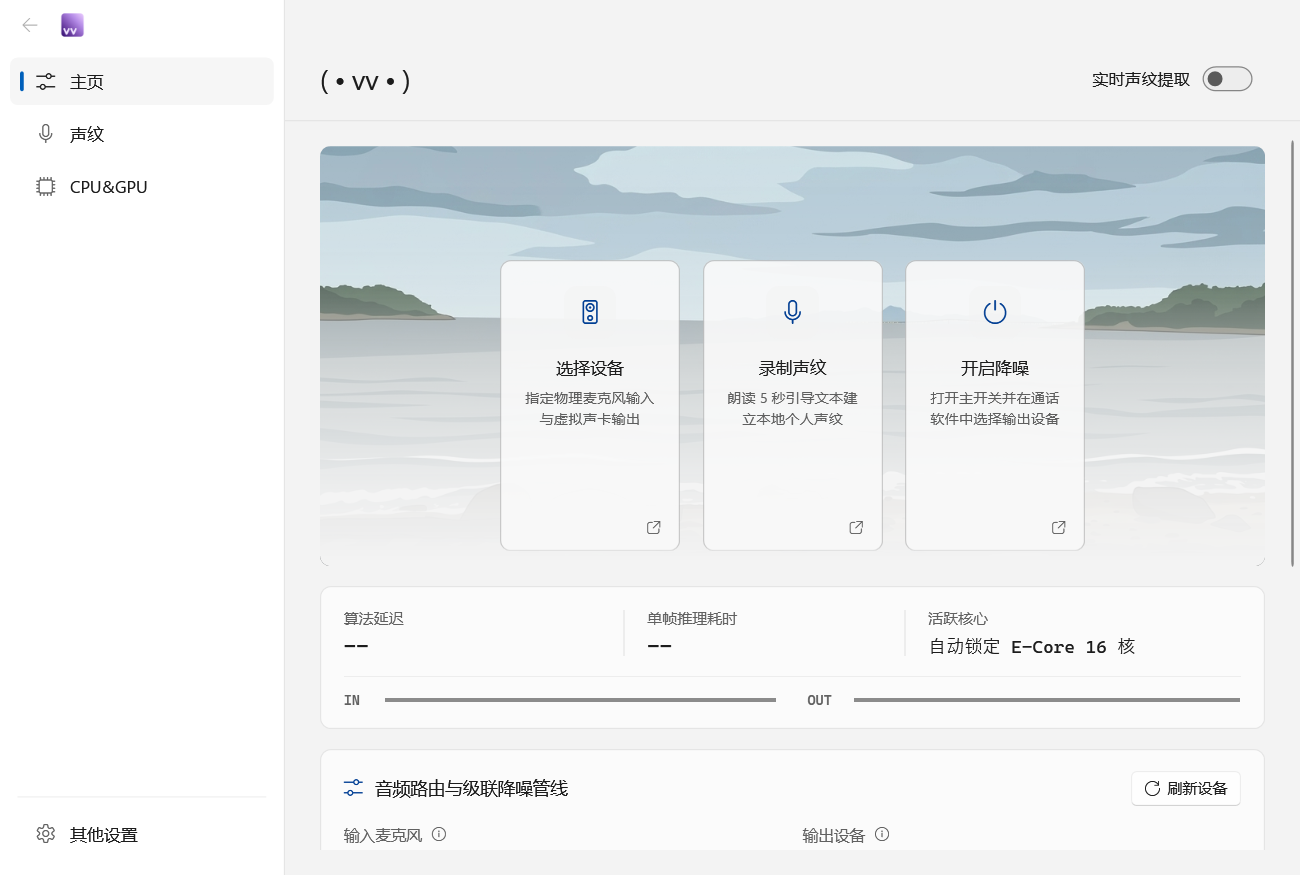 vv
主页
声纹
CPU&GPU
其他设置
( • vv • )
实时声纹提取
选择设备
指定物理麦克风输入
与虚拟声卡输出
录制声纹
朗读 5 秒引导文本建
立本地个人声纹
开启降噪
打开主开关并在通话
软件中选择输出设备
算法延迟
--
单帧推理耗时
--
活跃核心
自动锁定 E-Core 16 核
IN
OUT
音频路由与级联降噪管线
刷新设备
输入麦克风
输出设备